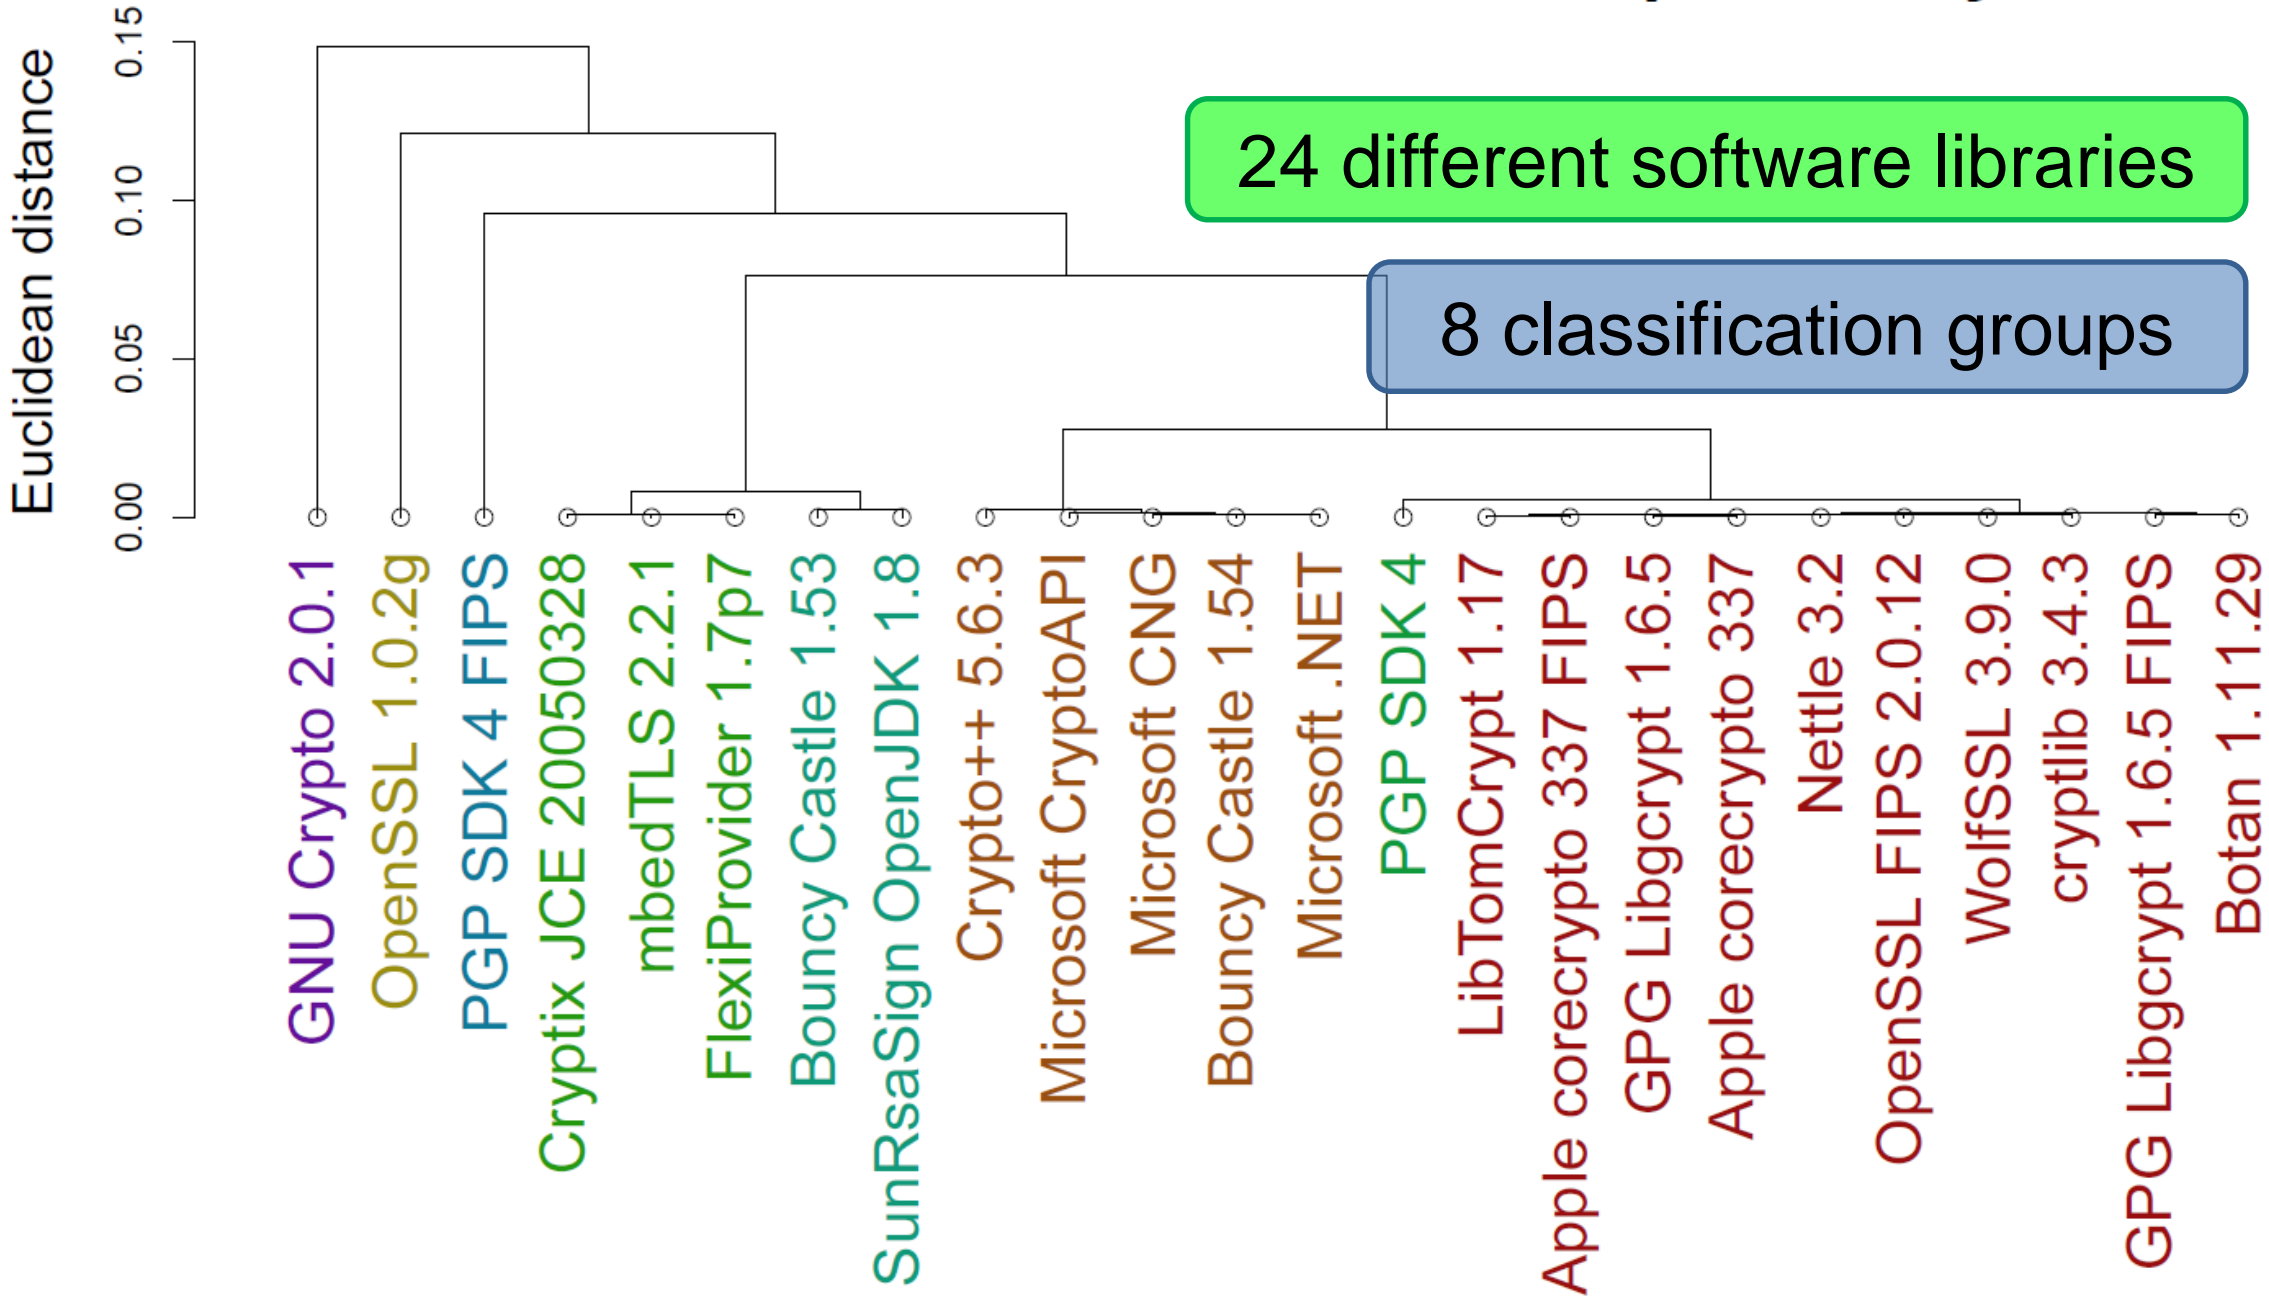 Euclidean distance
0.15
0.10
0.05
0.00
24 different software libraries
8 classification groups
GNU Crypto 2.0.1
OpenSSL 1.0.2g
PGP SDK 4 FIPS
Cryptix JCE 20050328
mbedTLS 2.2.1
FlexiProvider 1.7p7
Bouncy Castle 1.53
SunRsaSign OpenJDK 1.8
Crypto++ 5.6.3
Microsoft CryptoAPI
Microsoft CNG
Bouncy Castle 1.54
Microsoft .NET
PGP SDK 4
LibTomCrypt 1.17
Apple corecrypto 337 FIPS
GPG Libgcrypt 1.6.5
Apple corecrypto 337
Nettle 3.2
OpenSSL FIPS 2.0.12
WolfSSL 3.9.0
cryptlib 3.4.3
GPG Libgcrypt 1.6.5 FIPS
Botan 1.11.29